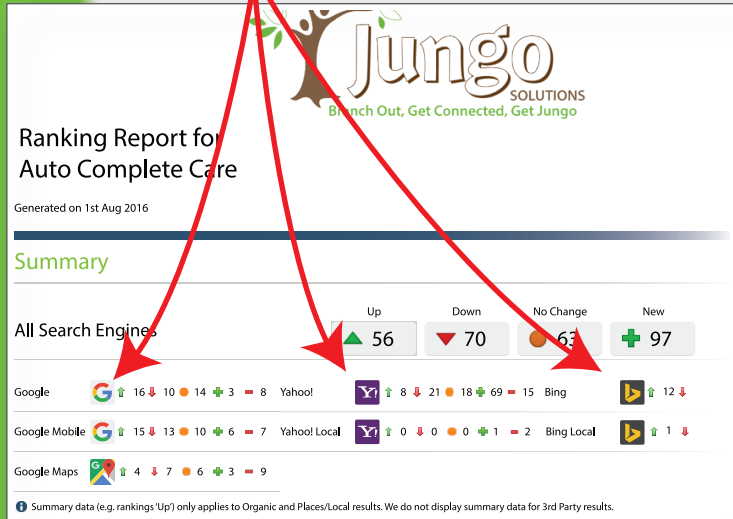 Jungo
SOLUTIONS
Branch Out, Get Connected, Get Jungo
Ranking Report for
Auto Complete Care
Generated on 1st Aug 2016
Summary
Up Down No Change New
All Search Engines 56 70 63 97
Google 16 10 14 3 8 Yahoo! 8 21 18 69 15 Bing 12
Google Mobile 15 13 10 6 7 Yahoo! Local 0 0 0 1 2 Bing Local 1
Google Maps 4 7 6 3 9
Summary data (e.g. rankings 'Up') only applies to Organic and Places/Local results. We do not display summary data for 3rd Party results.